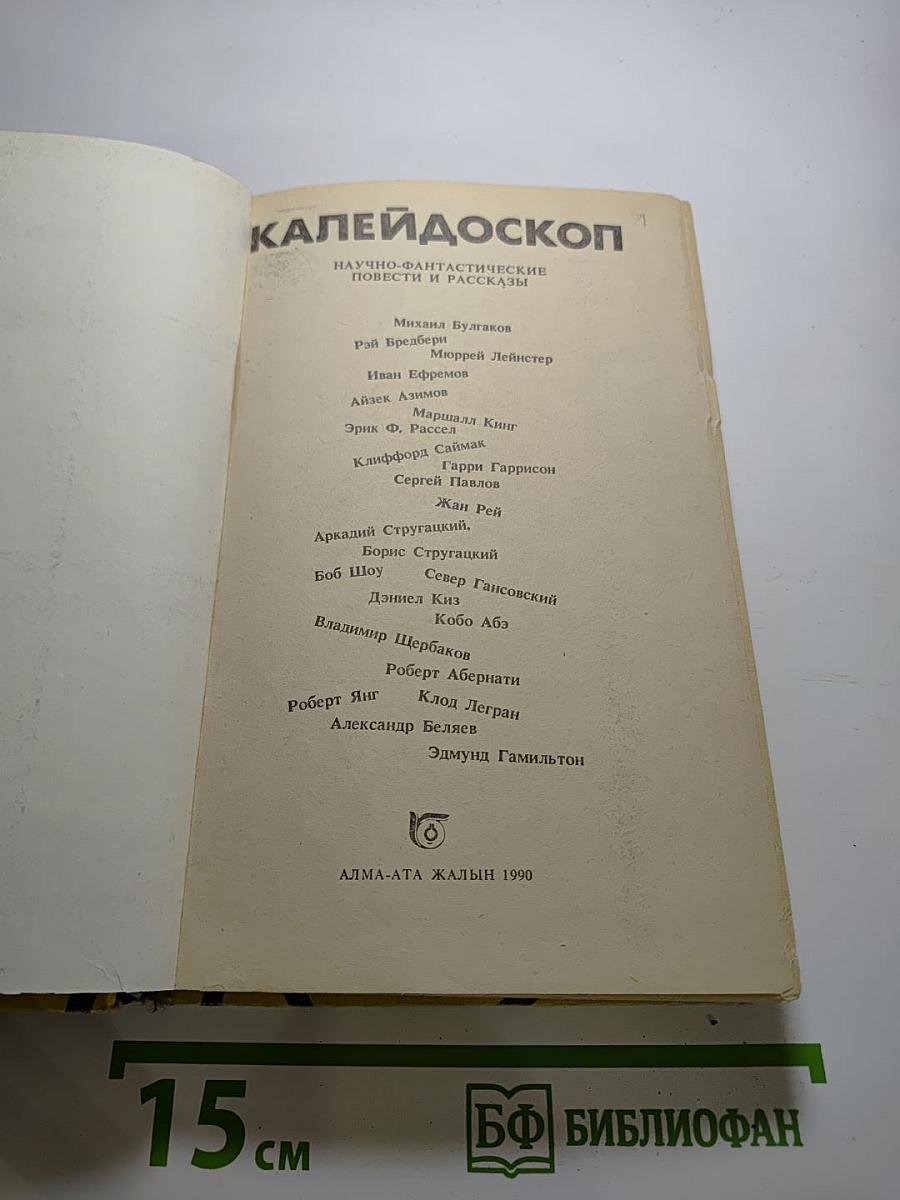 КАЛЕЙДОСКОП
НАУЧНО-ФАНТАСТИЧЕСКИЕ
ПОВЕСТИ И РАССКАЗЫ
Михаил Булгаков
Рэй Бредбери
Мюррей Лейнстер
Иван Ефремов
Айзек Азимов
Маршалл Кинг
Эрик Ф. Рассел
Клиффорд Саймак
Гарри Гаррисон
Сергей Павлов
Жан Рей
Аркадий Стругацкий,
Борис Стругацкий
Боб Шоу Север Гансовский
Дэниел Киз
Кобо Абэ
Владимир Щербаков
Роберт Абернати
Роберт Янг Клод Легран
Александр Беляев
Эдмунд Гамильтон
АЛМА-АТА ЖАЛЫН 1990
15 см БФ БИБЛИОФАН